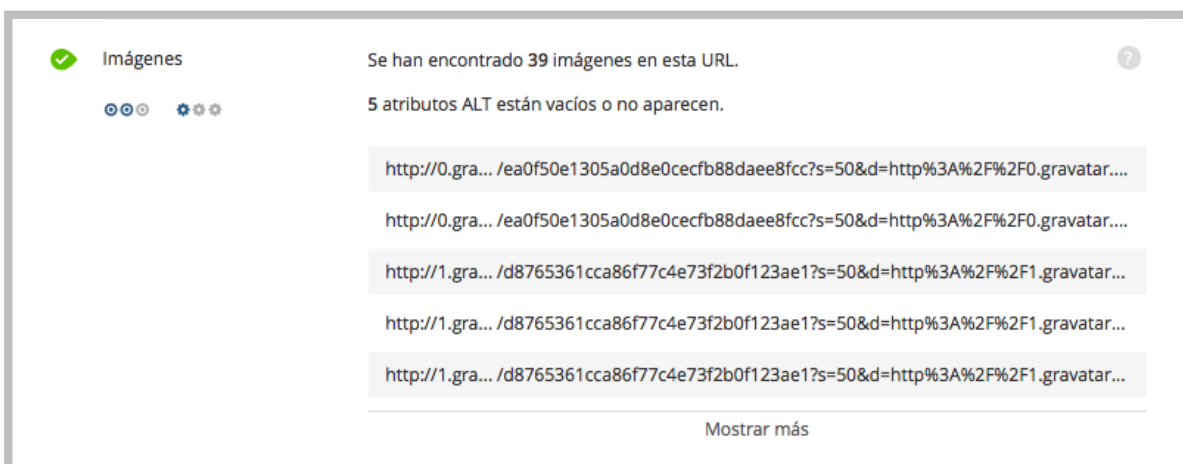 Imágenes
Se han encontrado 39 imágenes en esta URL.
?
5 atributos ALT están vacíos o no aparecen.
http://0.gra... /ea0f50e1305a0d8e0cecfb88daee8fcc?s=50&d=http%3A%2F%2F0.gravatar....
http://0.gra... /ea0f50e1305a0d8e0cecfb88daee8fcc?s=50&d=http%3A%2F%2F0.gravatar....
http://1.gra... /d8765361cca86f77c4e73f2b0f123ae1?s=50&d=http%3A%2F%2F1.gravatar...
http://1.gra... /d8765361cca86f77c4e73f2b0f123ae1?s=50&d=http%3A%2F%2F1.gravatar...
http://1.gra... /d8765361cca86f77c4e73f2b0f123ae1?s=50&d=http%3A%2F%2F1.gravatar...
Mostrar más